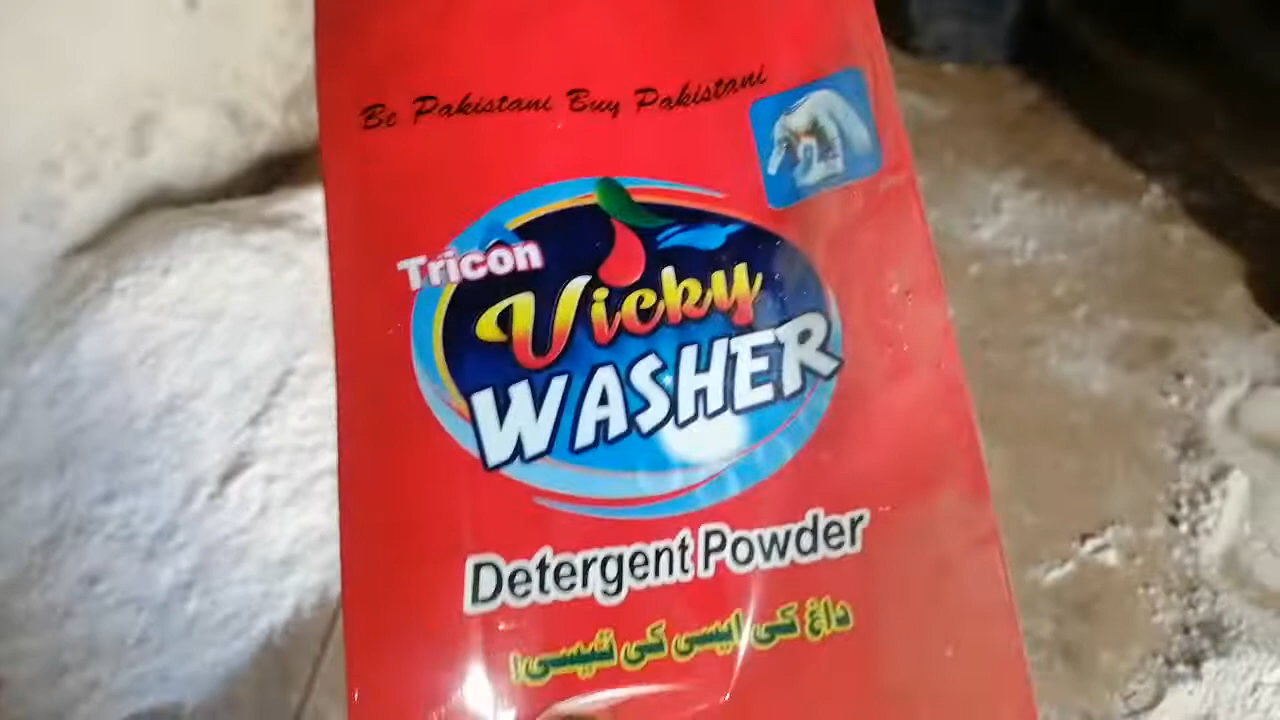 Be Pakistani Buy Pakistani
Tricon
Vicky
WASHER
Detergent Powder
داغ کی ایسی کی تیسی!